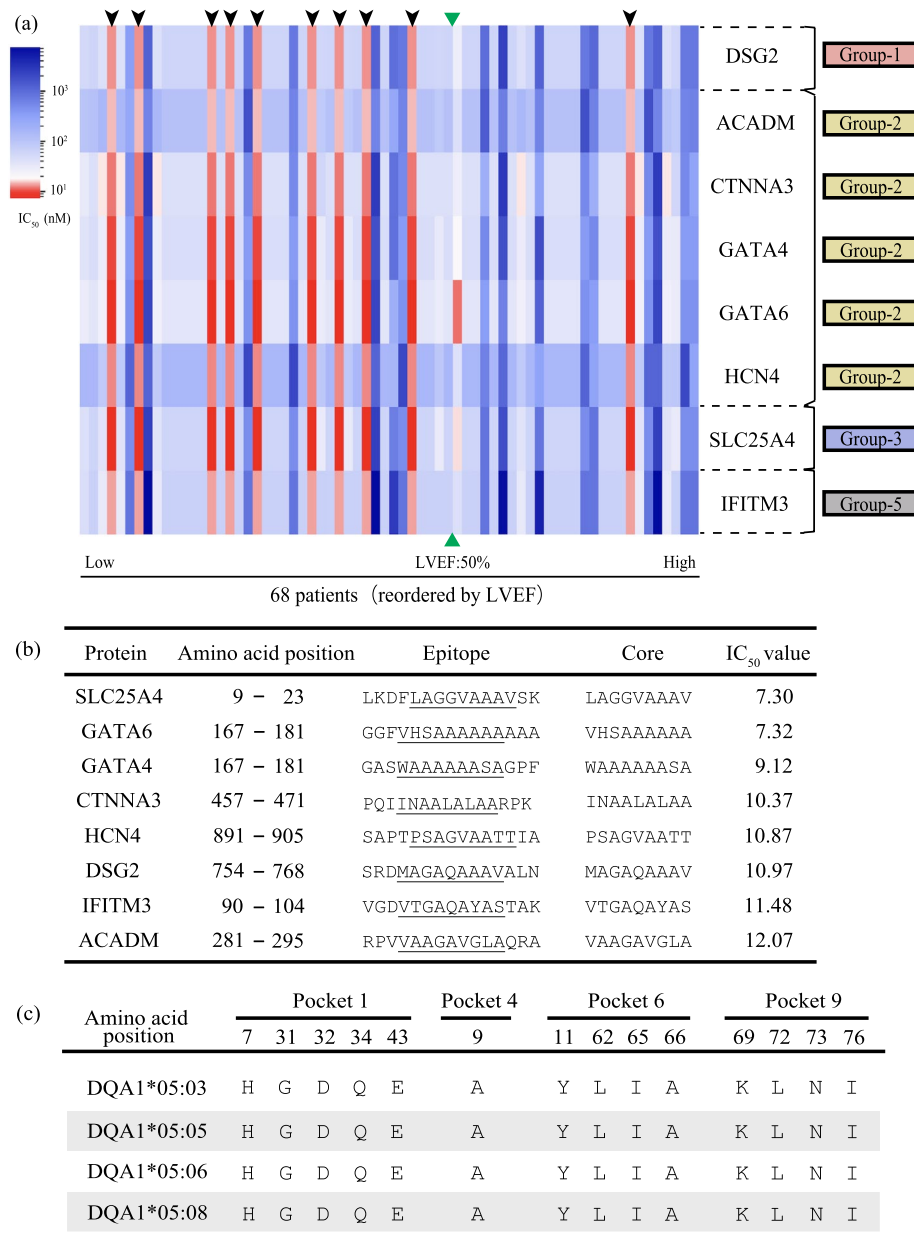 (a)
10³
10²
10¹
IC₅₀ (nM)
DSG2 Group-1
ACADM Group-2
CTNNA3 Group-2
GATA4 Group-2
GATA6 Group-2
HCN4 Group-2
SLC25A4 Group-3
IFITM3 Group-5
Low LVEF:50% High
68 patients (reordered by LVEF)
(b)
Protein Amino acid position Epitope Core IC₅₀ value
SLC25A4 9 – 23 LKDFLAGGVAAAVSK LAGGVAAAV 7.30
GATA6 167 – 181 GGFVHSAAAAAAAAA VHSAAAAAA 7.32
GATA4 167 – 181 GASWAAAAAASAGPF WAAAAAASA 9.12
CTNNA3 457 – 471 PQIINAALALAARPK INAALALAA 10.37
HCN4 891 – 905 SAPTPSAGVAATTIA PSAGVAATT 10.87
DSG2 754 – 768 SRDMAGAQAAAVALN MAGAQAAAV 10.97
IFITM3 90 – 104 VGDVTGAQAYASTAK VTGAQAYAS 11.48
ACADM 281 – 295 RPVVAAGAVGLAQRA VAAGAVGLA 12.07
(c)
Pocket 1 Pocket 4 Pocket 6 Pocket 9
Amino acid
position 7 31 32 34 43 9 11 62 65 66 69 72 73 76
DQA1*05:03 H G D Q E A Y L I A K L N I
DQA1*05:05 H G D Q E A Y L I A K L N I
DQA1*05:06 H G D Q E A Y L I A K L N I
DQA1*05:08 H G D Q E A Y L I A K L N I